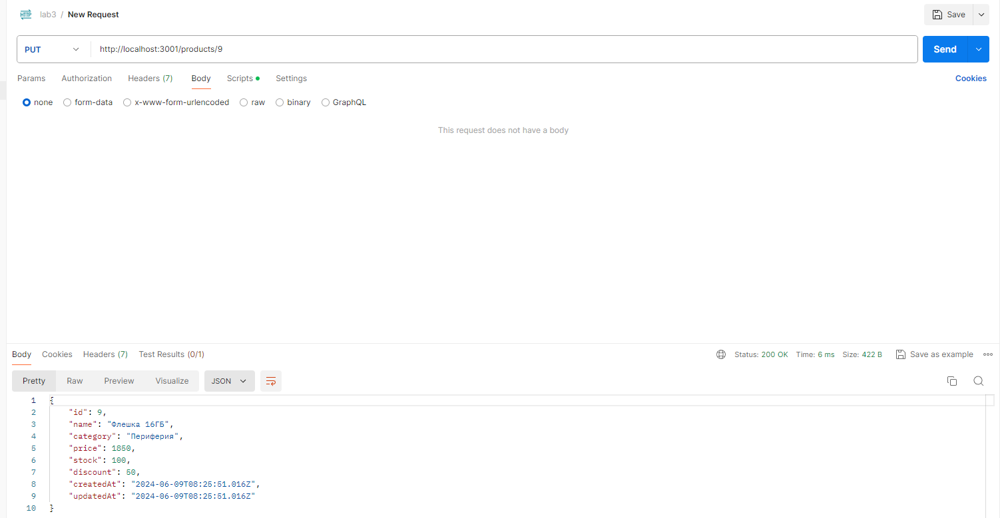 HTTP lab3 / New Request Save
PUT http://localhost:3001/products/9 Send
Params Authorization Headers (7) Body Scripts Settings Cookies
none form-data x-www-form-urlencoded raw binary GraphQL
This request does not have a body
Body Cookies Headers (7) Test Results (0/1) Status: 200 OK Time: 6 ms Size: 422 B Save as example
Pretty Raw Preview Visualize JSON
1 {
2 "id": 9,
3 "name": "Флешка 16ГБ",
4 "category": "Периферия",
5 "price": 1850,
6 "stock": 100,
7 "discount": 50,
8 "createdAt": "2024-06-09T08:25:51.016Z",
9 "updatedAt": "2024-06-09T08:25:51.016Z"
10 }